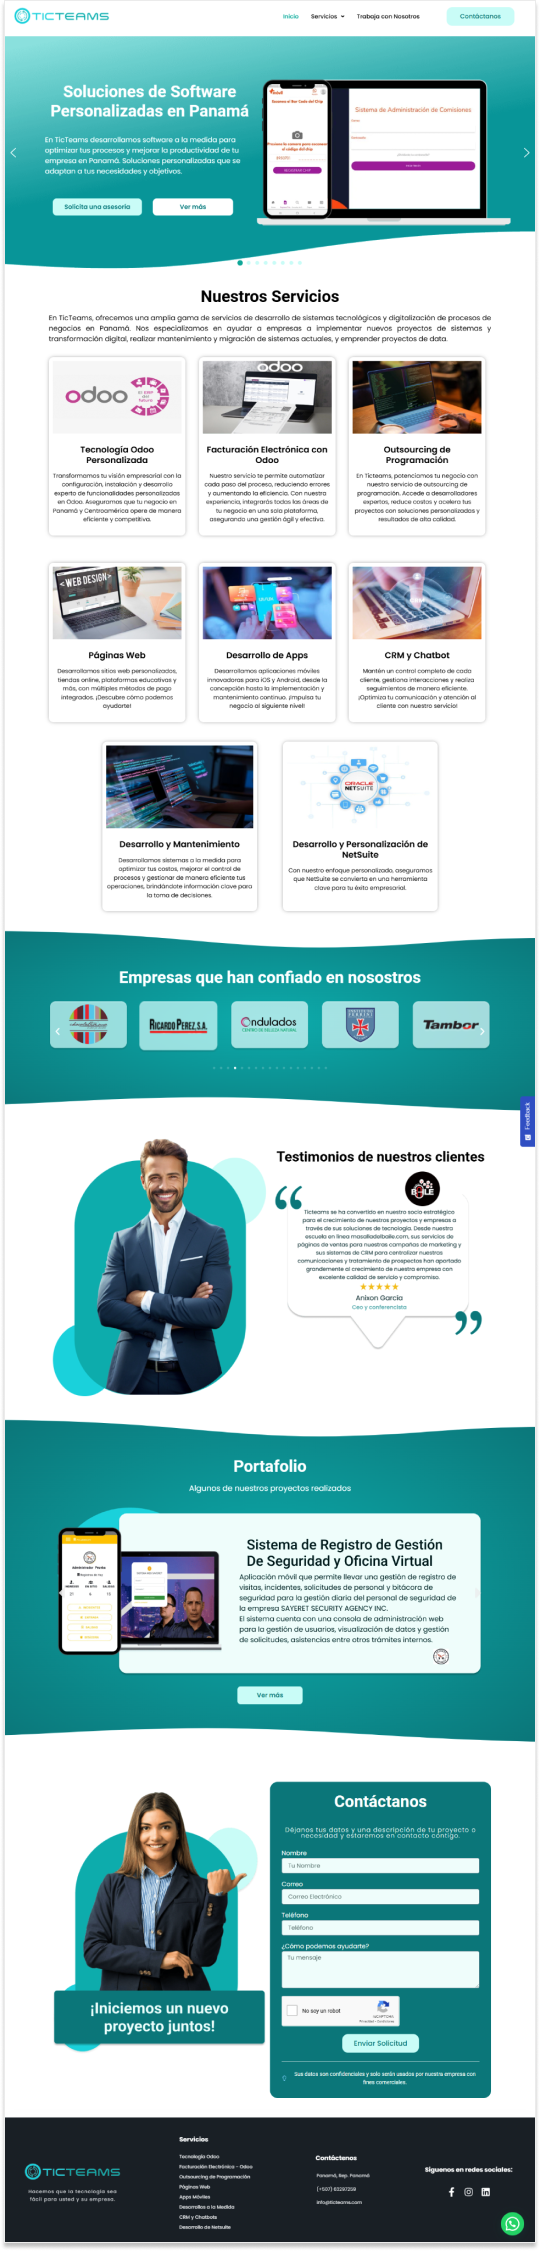 TICTEAMS
Inicio
Servicios
Trabaja con Nosotros
Contáctanos
Soluciones de Software
Personalizadas en Panamá
En TicTeams desarrollamos software a la medida para
optimizar tus procesos y mejorar la productividad de tu
empresa en Panamá. Soluciones personalizadas que se
adaptan a tus necesidades y objetivos.
Solicita una asesoría
Ver más
Sistema de Administración de Comisiones
Nuestros Servicios
En TicTeams, ofrecemos una amplia gama de servicios de desarrollo de sistemas tecnológicos y digitalización de procesos de
negocios en Panamá. Nos especializamos en ayudar a empresas a implementar nuevos proyectos de sistemas y
transformación digital, realizar mantenimiento y migración de sistemas actuales, y emprender proyectos de data.
odoo
Tecnología Odoo
Personalizada
Transformamos tu visión empresarial con la
configuración, instalación y desarrollo
experto de funcionalidades personalizadas
en Odoo. Aseguramos que tu negocio en
Panamá y Centroamérica opere de manera
eficiente y competitiva.
odoo
Facturación Electrónica con
Odoo
Nuestro servicio te permite automatizar
cada paso del proceso, reduciendo errores
y aumentando la eficiencia. Con nuestra
experiencia, integrarás todas las áreas de
tu negocio en una sola plataforma,
asegurando una gestión ágil y efectiva.
Outsourcing de
Programación
En Ticteams, potenciamos tu negocio con
nuestro servicio de outsourcing de
programación. Accede a desarrolladores
expertos, reduce costos y acelera tus
proyectos con soluciones personalizadas y
resultados de alta calidad.
<WEB DESIGN>
Páginas Web
Desarrollamos sitios web personalizados,
tiendas online, plataformas educativas y
más, con múltiples métodos de pago
integrados. ¡Descubre cómo podemos
ayudarte!
Desarrollo de Apps
Desarrollamos aplicaciones móviles
innovadoras para iOS y Android, desde la
concepción hasta la implementación y
mantenimiento continuo. ¡Impulsa tu
negocio al siguiente nivel!
CRM y Chatbot
Mantén un control completo de cada
cliente, gestiona interacciones y realiza
seguimientos de manera eficiente.
¡Optimiza tu comunicación y atención al
cliente con nuestro servicio!
Desarrollo y Mantenimiento
Desarrollamos sistemas a la medida para
optimizar tus costos, mejorar el control de
procesos y gestionar de manera eficiente tus
operaciones, brindándote información clave para
la toma de decisiones.
ORACLE
NETSUITE
Desarrollo y Personalización de
NetSuite
Con nuestro enfoque personalizado, aseguramos
que NetSuite se convierta en una herramienta
clave para tu éxito empresarial.
Empresas que han confiado en nosostros
RICARDO PEREZ, S.A.
Ondulados
CENTRO DE BELLEZA NATURAL
Tambor
Feedback
Testimonios de nuestros clientes
BAILE
Ticteams se ha convertido en nuestro socio estratégico
para el crecimiento de nuestros proyectos y empresas a
través de sus soluciones de tecnología. Desde nuestra
escuela en linea masalladelbaile.com, sus servicios de
páginas de ventas para nuestras campañas de marketing y
sus sistemas de CRM para centralizar nuestras
comunicaciones y tratamiento de prospectos han aportado
grandemente al crecimiento de nuestra empresa con
excelente calidad de servicio y compromiso.
Anixon García
Ceo y conferencista
Portafolio
Algunos de nuestros proyectos realizados
Sistema de Registro de Gestión
De Seguridad y Oficina Virtual
Aplicación móvil que permite llevar una gestión de registro de
visitas, incidentes, solicitudes de personal y bitácora de
seguridad para la gestión diaria del personal de seguridad de
la empresa SAYERET SECURITY AGENCY INC.
El sistema cuenta con una consola de administración web
para la gestión de usuarios, visualización de datos y gestión
de solicitudes, asistencias entre otros trámites internos.
Ver más
Contáctanos
Déjanos tus datos y una descripción de tu proyecto o
necesidad y estaremos en contacto contigo.
Nombre
Tu Nombre
Correo
Correo Electrónico
Teléfono
Teléfono
¿Cómo podemos ayudarte?
Tu mensaje
No soy un robot
reCAPTCHA
Privacidad - Condiciones
Enviar Solicitud
Sus datos son confidenciales y solo serán usados por nuestra empresa con
fines comerciales.
¡Iniciemos un nuevo
proyecto juntos!
TICTEAMS
Hacemos que la tecnología sea
fácil para usted y su empresa.
Servicios
Tecnología Odoo
Facturación Electrónica - Odoo
Outsourcing de Programación
Páginas Web
Apps Móviles
Desarrollos a la Medida
CRM y Chatbots
Desarrollo de Netsuite
Contáctenos
Panamá, Rep. Panamá
(+507) 63297259
info@ticteams.com
Síguenos en redes sociales: